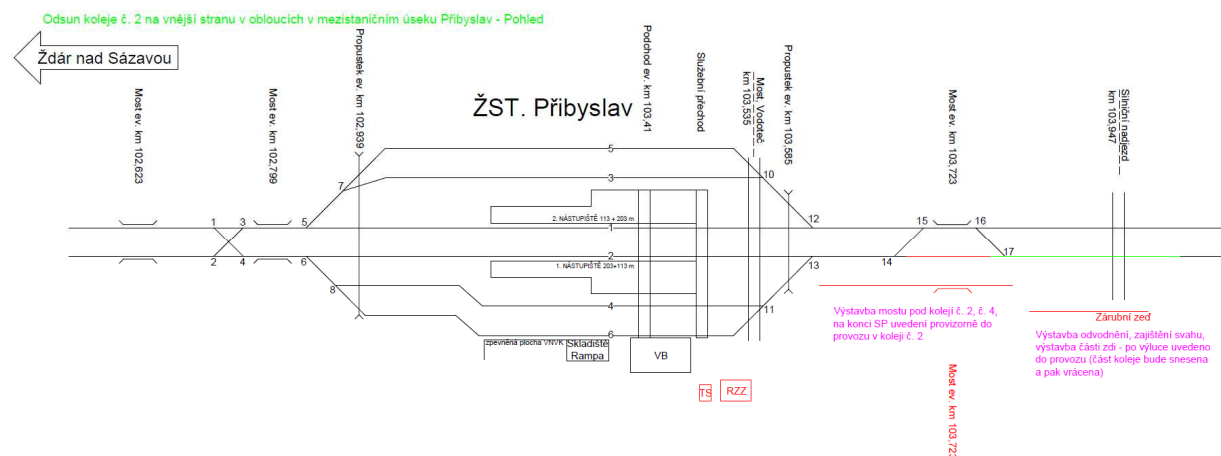 Odsun koleje č. 2 na vnější stranu v obloucích v mezistaničním úseku Přibyslav - Pohled
Ždár nad Sázavou
Most ev. km 102,623
Most ev. km 102,799
Propustek ev. km 102,939
ŽST. Přibyslav
Podchod ev. km 103,41
Služební přechod
Most, Vodoteč
km 103,535
Propustek ev. km 103,585
Most ev. km 103,723
Silniční nadjezd
km 103,947
5
3
7
10
2. NÁSTUPIŠTĚ 113 + 203 m
1
3
5
1
12
15
16
2
4
6
2
13
14
17
1. NÁSTUPIŠTĚ 203+113 m
8
4
11
6
Výstavba mostu pod kolejí č. 2, č. 4,
na konci SP uvedení provizorně do
provozu v koleji č. 2
Zárubní zeď
Výstavba odvodnění, zajištění svahu,
výstavba části zdi - po výluce uvedeno
do provozu (část koleje bude snesena
a pak vrácena)
zpevněná plocha VNVK
Skladiště
Rampa
VB
TS
RZZ
Most ev. km 103,723